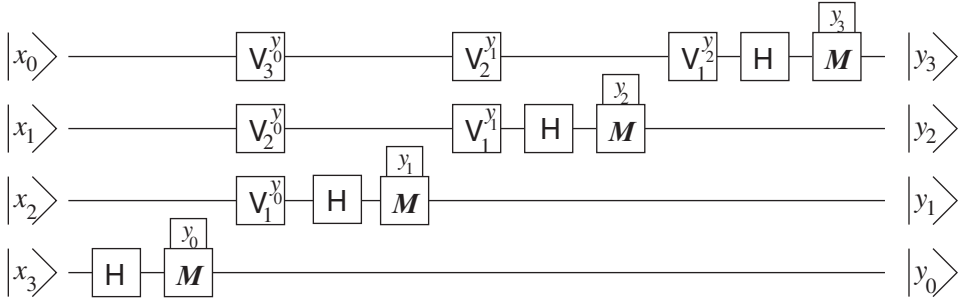 y₃
|x₀⟩ V₃^y₀ V₂^y₁ V₁^y₂ H M |y₃⟩
y₂
|x₁⟩ V₂^y₀ V₁^y₁ H M |y₂⟩
y₁
|x₂⟩ V₁^y₀ H M |y₁⟩
y₀
|x₃⟩ H M |y₀⟩